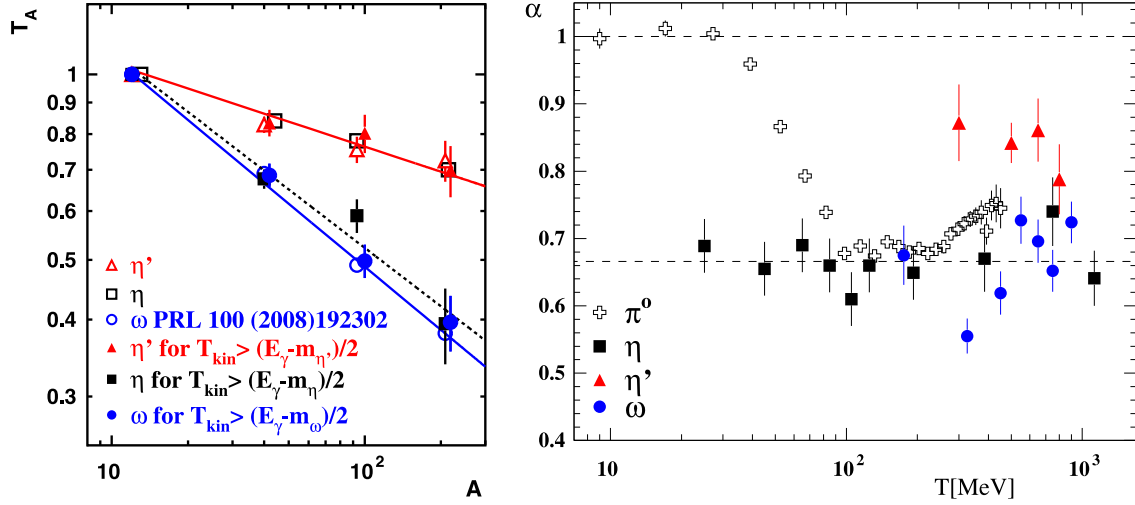 T_A
1
0.9
0.8
0.7
0.6
0.5
0.4
0.3
η'
η
ω PRL 100 (2008)192302
η' for T_kin> (E_γ-m_η')/2
η for T_kin> (E_γ-m_η)/2
ω for T_kin> (E_γ-m_ω)/2
10
10²
A
α
1
0.9
0.8
0.7
0.6
0.5
0.4
π⁰
η
η'
ω
10
10²
10³
T[MeV]